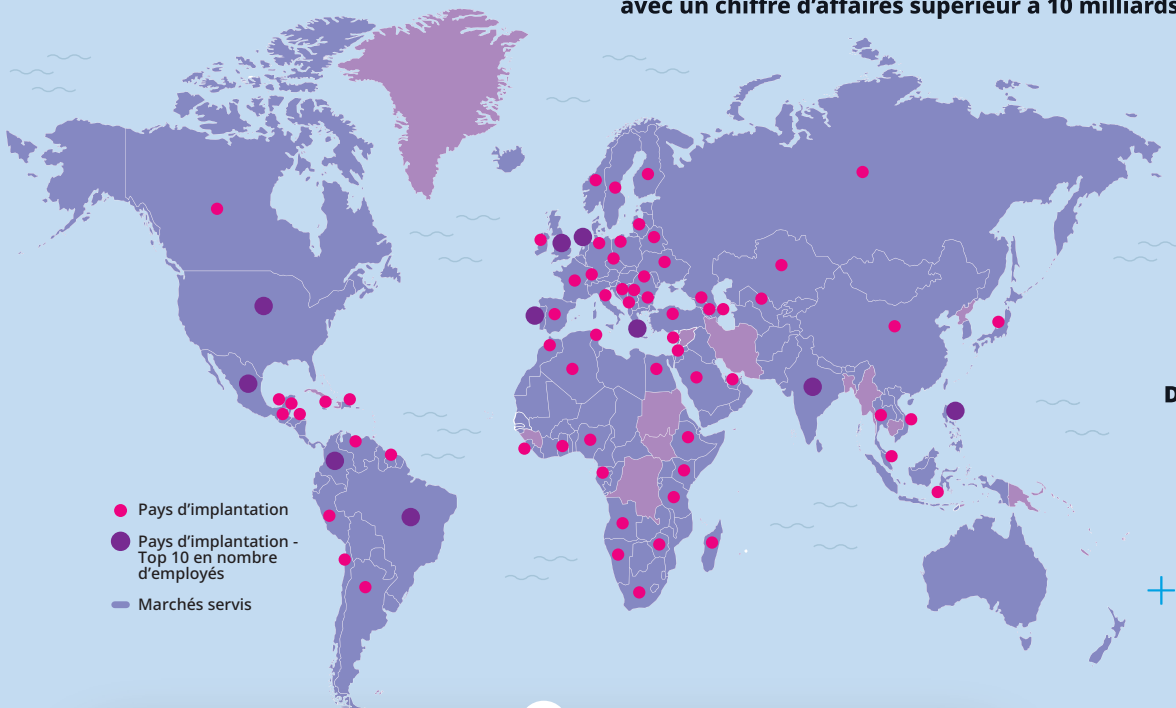 avec un chiffre d'affaires supérieur à 10 milliards
D
Pays d'implantation
Pays d'implantation -
Top 10 en nombre
d'employés
Marchés servis